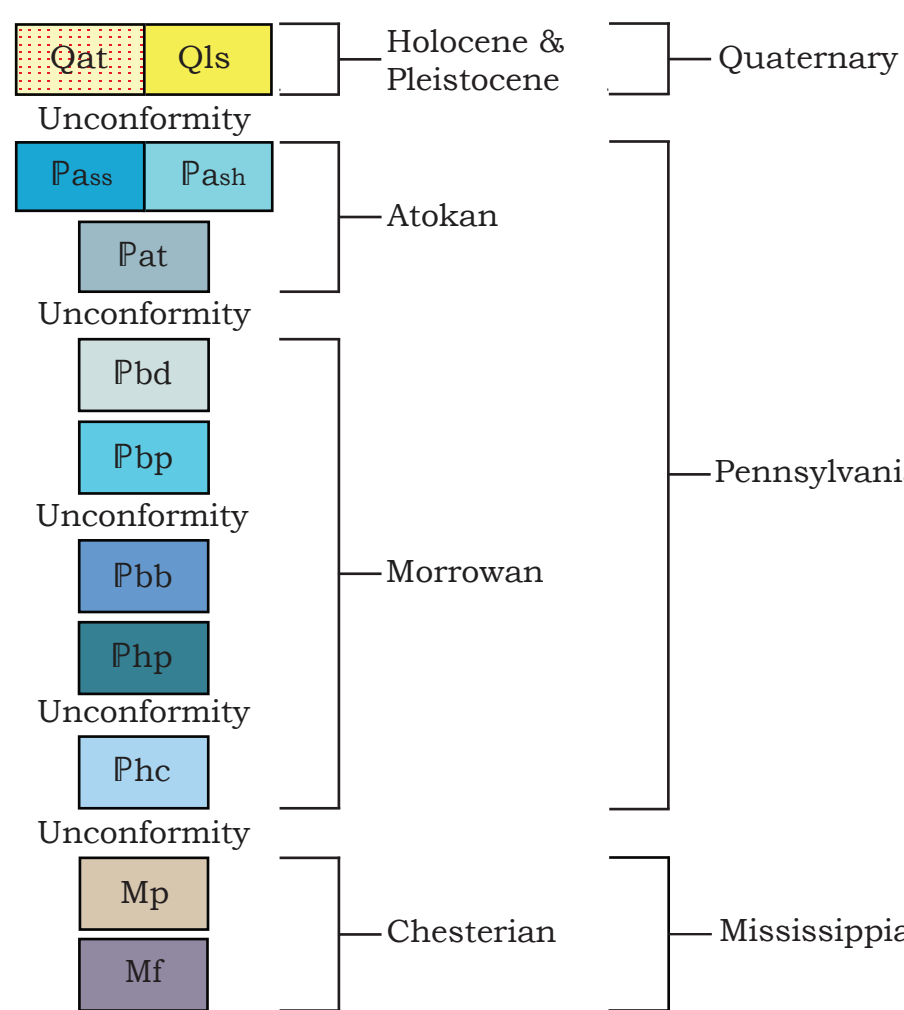 Qat Qls Holocene & Pleistocene Quaternary
Unconformity
ℙass ℙash Atokan
ℙat
Unconformity
ℙbd
ℙbp Pennsylvania
Unconformity
ℙbb Morrowan
ℙhp
Unconformity
ℙhc
Unconformity
Mp
Chesterian Mississippia
Mf